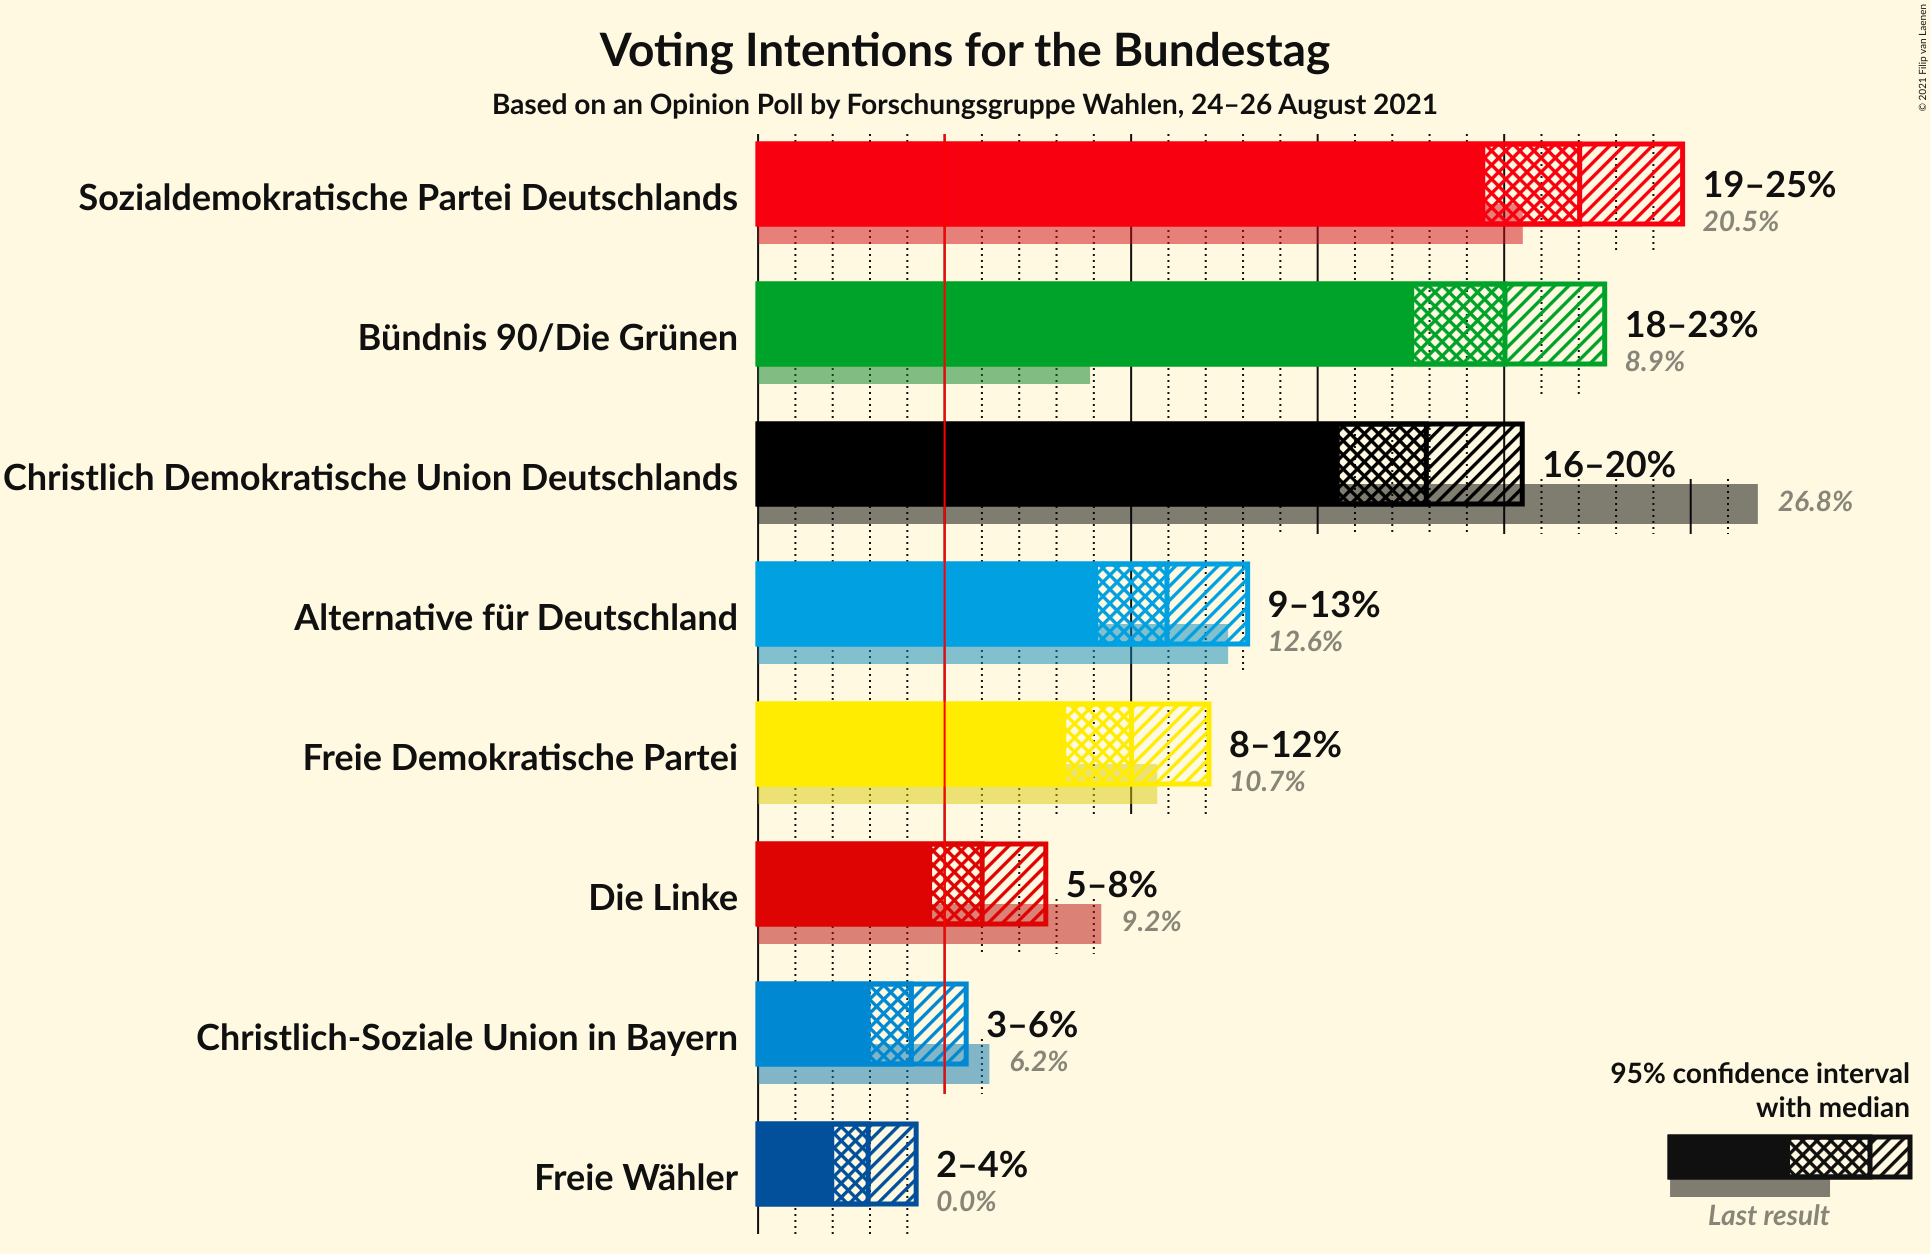 Voting Intentions for the Bundestag
Based on an Opinion Poll by Forschungsgruppe Wahlen, 24–26 August 2021
© 2021 Filip van Laenen
Sozialdemokratische Partei Deutschlands
19–25%
20.5%
Bündnis 90/Die Grünen
18–23%
8.9%
Christlich Demokratische Union Deutschlands
16–20%
26.8%
Alternative für Deutschland
9–13%
12.6%
Freie Demokratische Partei
8–12%
10.7%
Die Linke
5–8%
9.2%
Christlich-Soziale Union in Bayern
3–6%
6.2%
Freie Wähler
2–4%
0.0%
95% confidence interval
with median
Last result